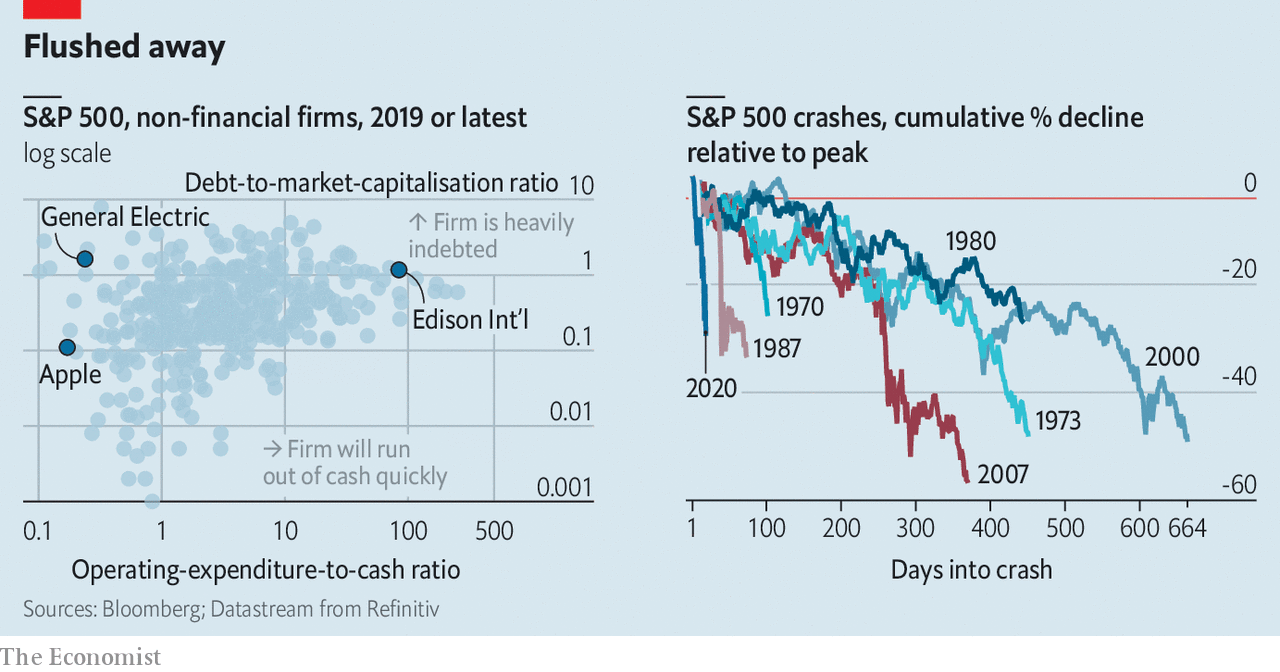 Flushed away
S&P 500, non-financial firms, 2019 or latest
log scale
Debt-to-market-capitalisation ratio 10
General Electric
↑ Firm is heavily
indebted
1
Edison Int'l
0.1
Apple
0.01
→ Firm will run
out of cash quickly
0.001
0.1 1 10 100 500
Operating-expenditure-to-cash ratio
S&P 500 crashes, cumulative % decline
relative to peak
0
1980
-20
1970
1987
2000
2020
-40
1973
2007
-60
1 100 200 300 400 500 600 664
Days into crash
Sources: Bloomberg; Datastream from Refinitiv
The Economist